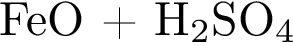 FeO + H₂SO₄